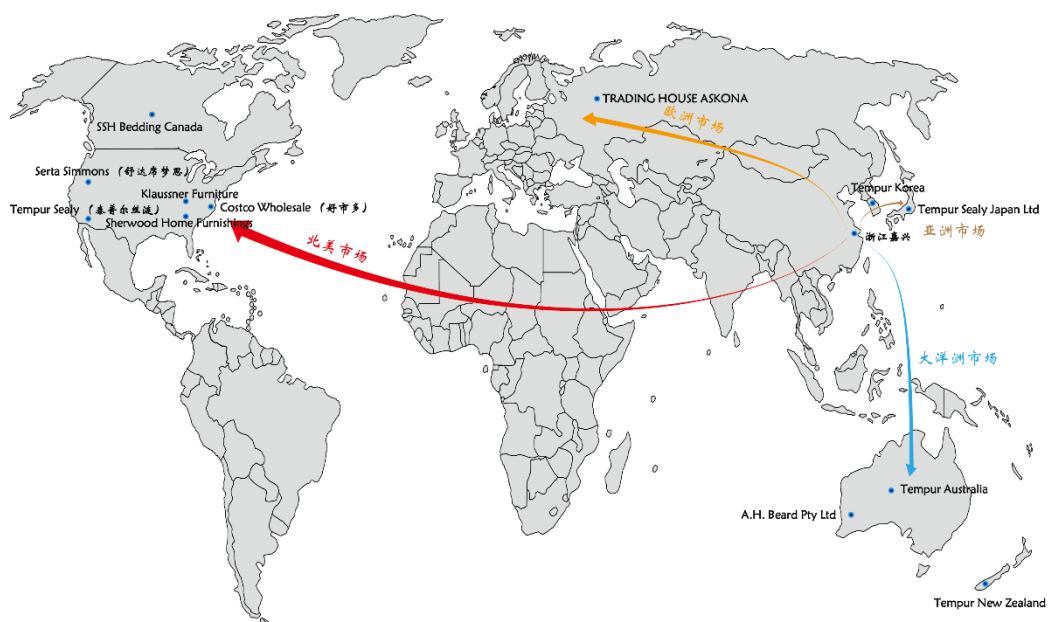 TRADING HOUSE ASKONA
欧洲市场
SSH Bedding Canada
Serta Simmons （舒达席梦思）
Klaussner Furniture
Tempur Korea
Tempur Sealy （泰普尔丝涟）
Costco Wholesale （好市多）
Tempur Sealy Japan Ltd
Sherwood Home Furnishings
亚洲市场
浙江嘉兴
北美市场
大洋洲市场
Tempur Australia
A.H. Beard Pty Ltd
Tempur New Zealand